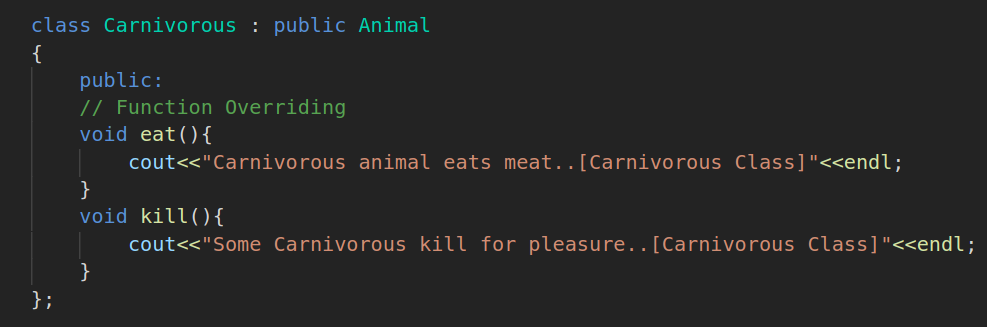 class Carnivorous : public Animal
{
    public:
    // Function Overriding
    void eat(){
        cout<<"Carnivorous animal eats meat..[Carnivorous Class]"<<endl;
    }
    void kill(){
        cout<<"Some Carnivorous kill for pleasure..[Carnivorous Class]"<<endl;
    }
};